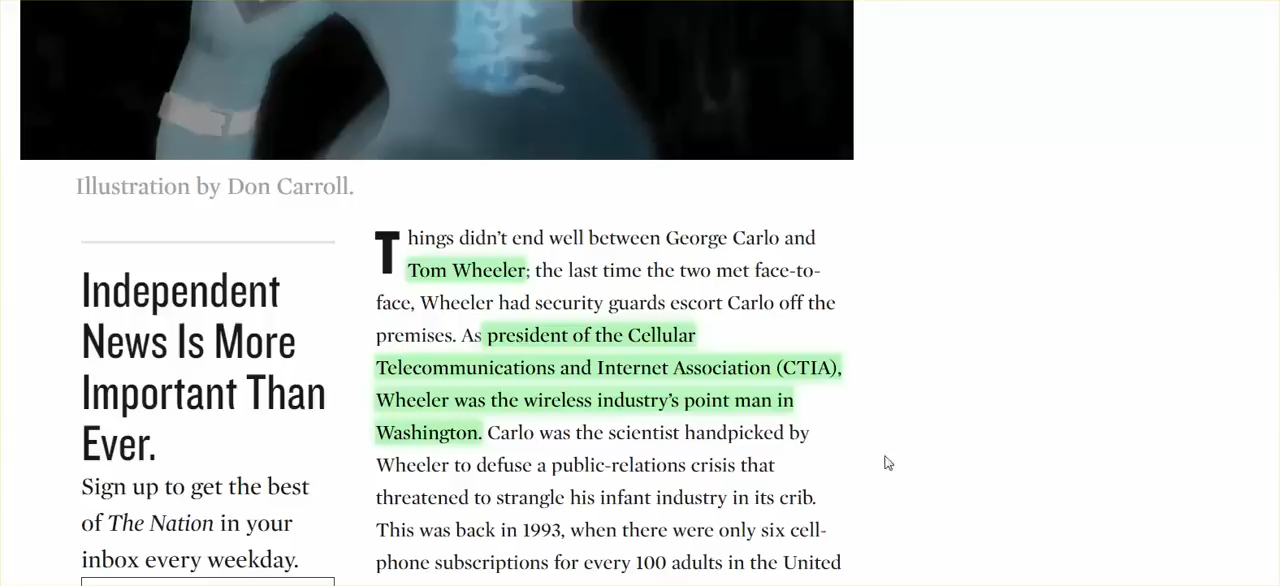 Illustration by Don Carroll.
Independent
News Is More
Important Than
Ever.
Sign up to get the best
of The Nation in your
inbox every weekday.
Things didn’t end well between George Carlo and
Tom Wheeler; the last time the two met face-to-
face, Wheeler had security guards escort Carlo off the
premises. As president of the Cellular
Telecommunications and Internet Association (CTIA),
Wheeler was the wireless industry’s point man in
Washington. Carlo was the scientist handpicked by
Wheeler to defuse a public-relations crisis that
threatened to strangle his infant industry in its crib.
This was back in 1993, when there were only six cell-
phone subscriptions for every 100 adults in the United